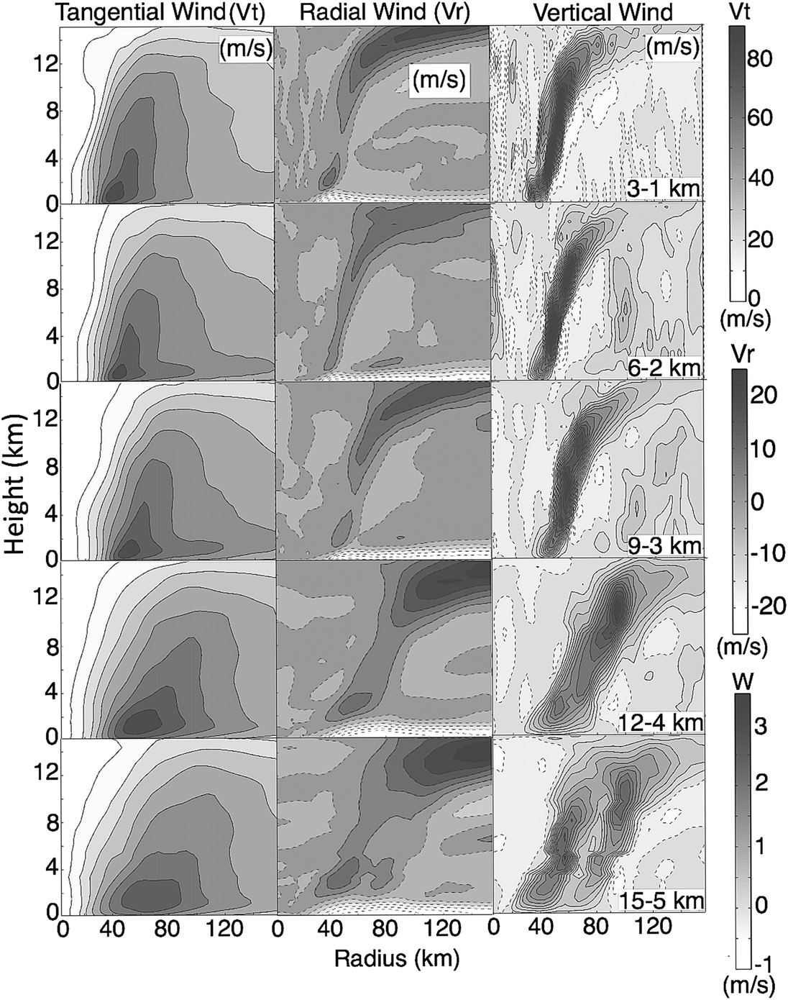 Tangential Wind (Vt) Radial Wind (Vr) Vertical Wind
(m/s) (m/s) (m/s)
12
8
4
0
3-1 km
12
8
4
0
6-2 km
12
8
4
0
9-3 km
12
8
4
0
12-4 km
12
8
4
0
15-5 km
0 40 80 120 0 40 80 120 0 40 80 120
Height (km)
Radius (km)
Vt
80
60
40
20
0
(m/s)
Vr
20
10
0
-10
-20
(m/s)
W
3
2
1
0
-1
(m/s)